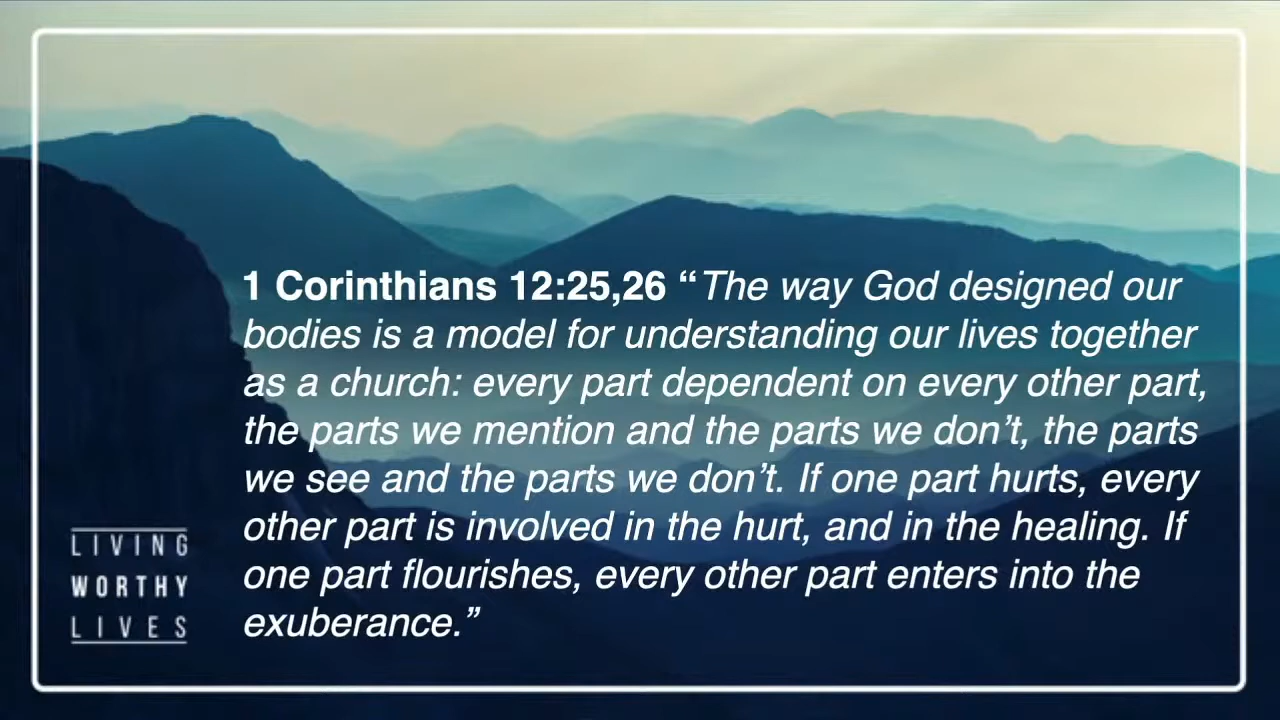 1 Corinthians 12:25,26 “The way God designed our
bodies is a model for understanding our lives together
as a church: every part dependent on every other part,
the parts we mention and the parts we don’t, the parts
we see and the parts we don’t. If one part hurts, every
other part is involved in the hurt, and in the healing. If
one part flourishes, every other part enters into the
exuberance.”
LIVING
WORTHY
LIVES